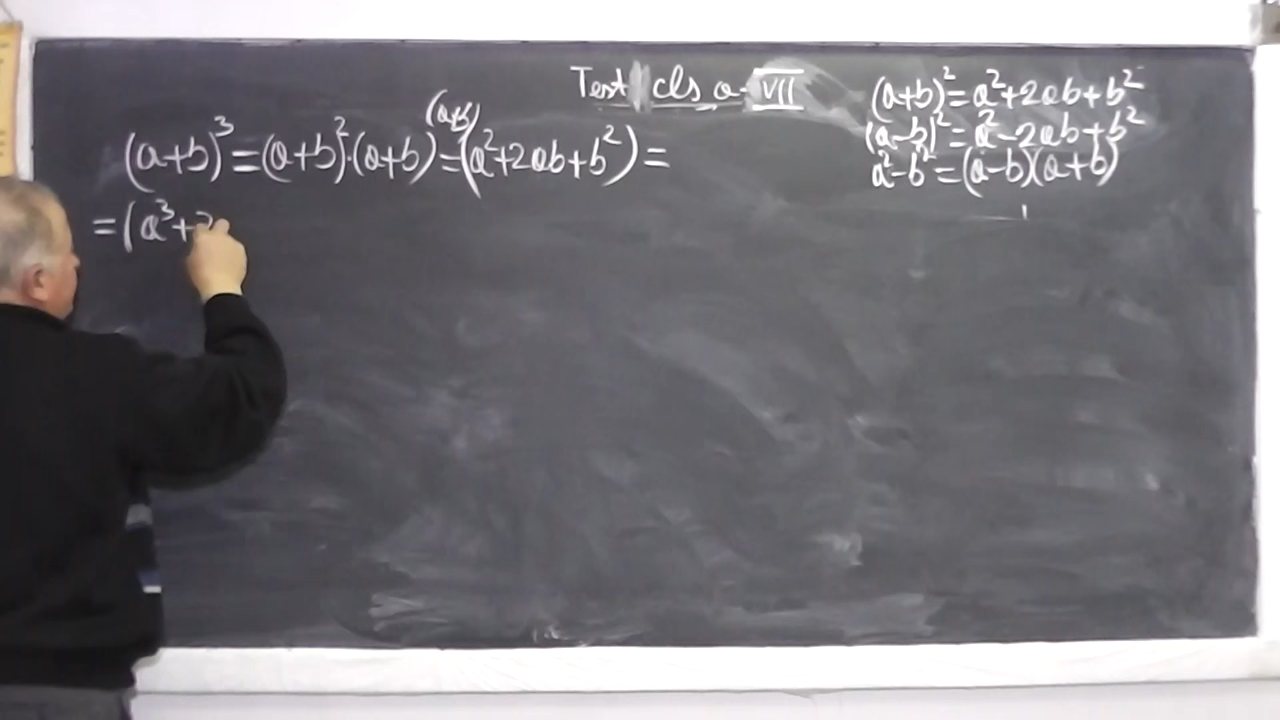 Test cls a VII
(a+b)³=(a+b)²·(a+b)=(a²+2ab+b²)=
(a+b)
=(a³+
(a+b)²=a²+2ab+b²
(a-b)²=a²-2ab+b²
a²-b²=(a-b)(a+b)